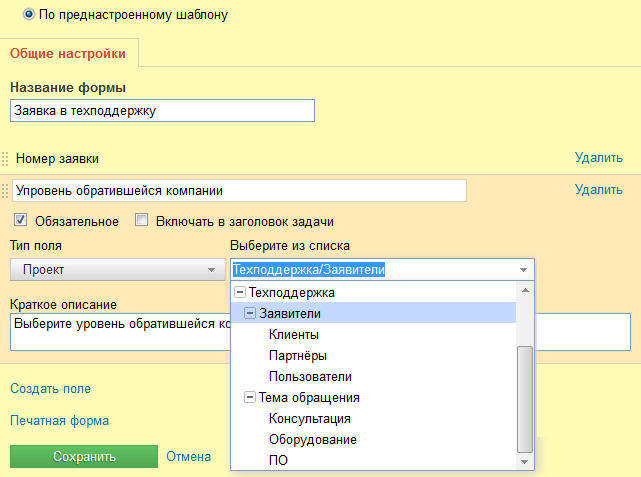 По преднастроенному шаблону
Общие настройки
Название формы
Заявка в техподдержку
Номер заявки Удалить
Упровень обратившейся компании Удалить
Обязательное Включать в заголовок задачи
Тип поля Выберите из списка
Проект Техподдержка/Заявители
Техподдержка
Заявители
Клиенты
Партнёры
Пользователи
Тема обращения
Консультация
Оборудование
ПО
Краткое описание
Выберите уровень обратившейся ко
Создать поле
Печатная форма
Сохранить Отмена